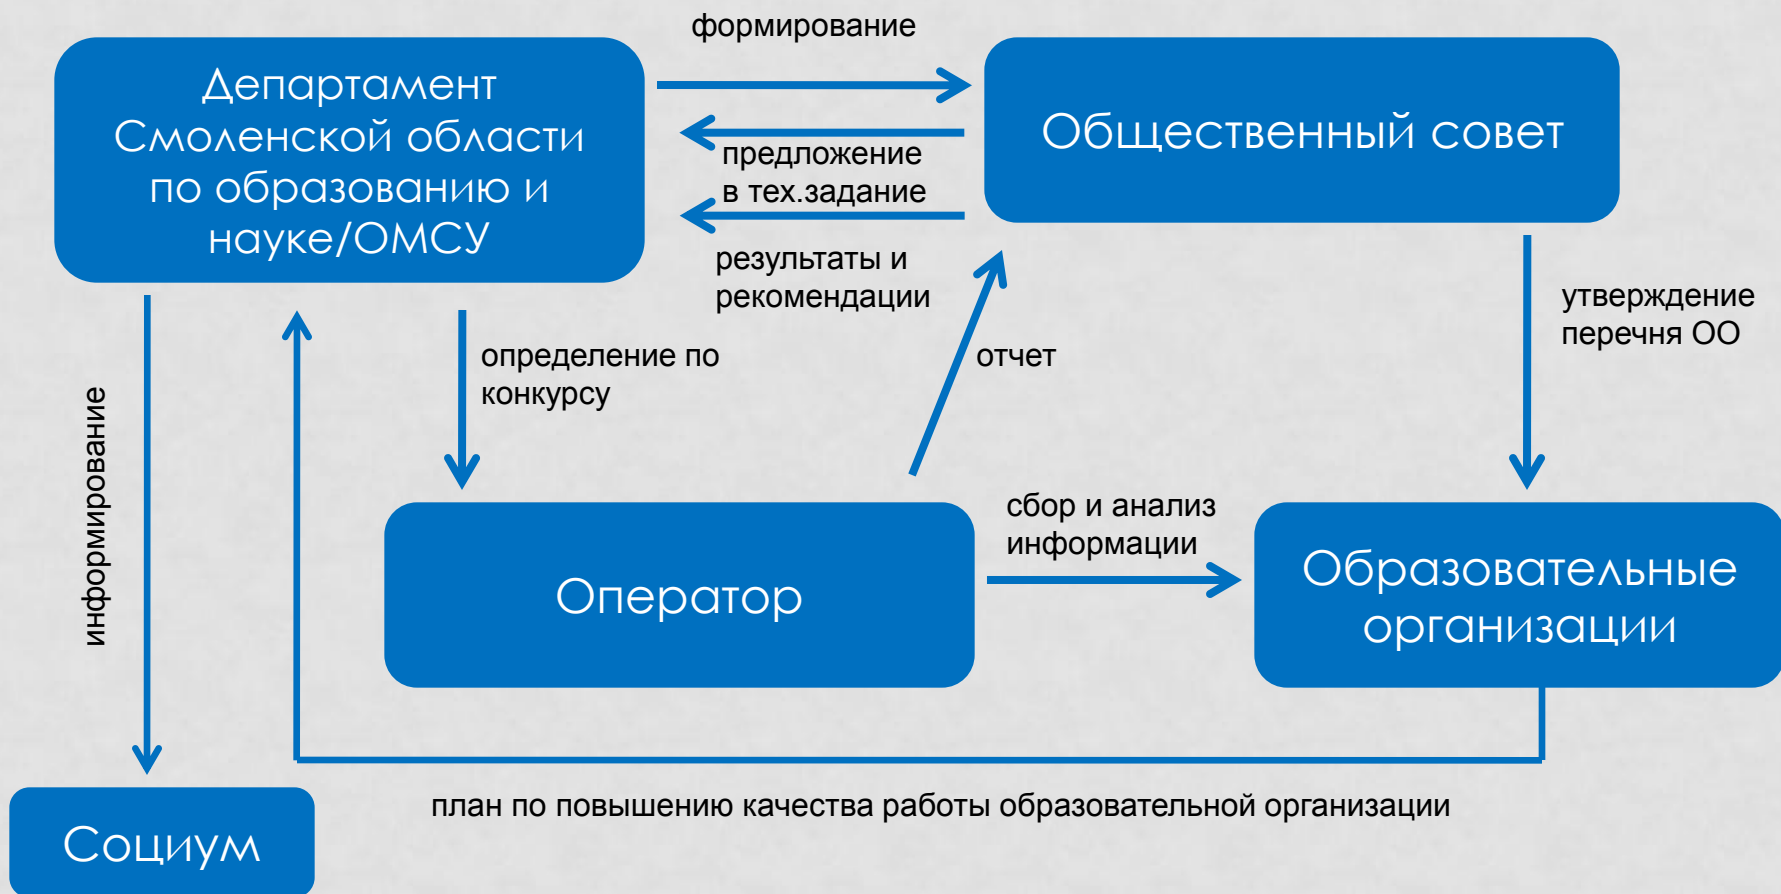 формирование
Департамент
Смоленской области
по образованию и
науке/ОМСУ
Общественный совет
предложение
в тех.задание
результаты и
рекомендации
утверждение
перечня ОО
определение по
конкурсу
отчет
информирование
сбор и анализ
информации
Оператор
Образовательные
организации
план по повышению качества работы образовательной организации
Социум